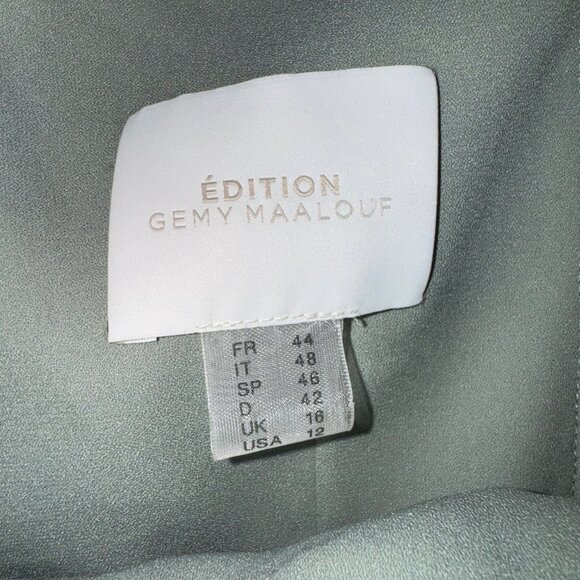 ÉDITION
GEMY MAALOUF
FR 44
IT 48
SP 46
D 42
UK 16
USA 12